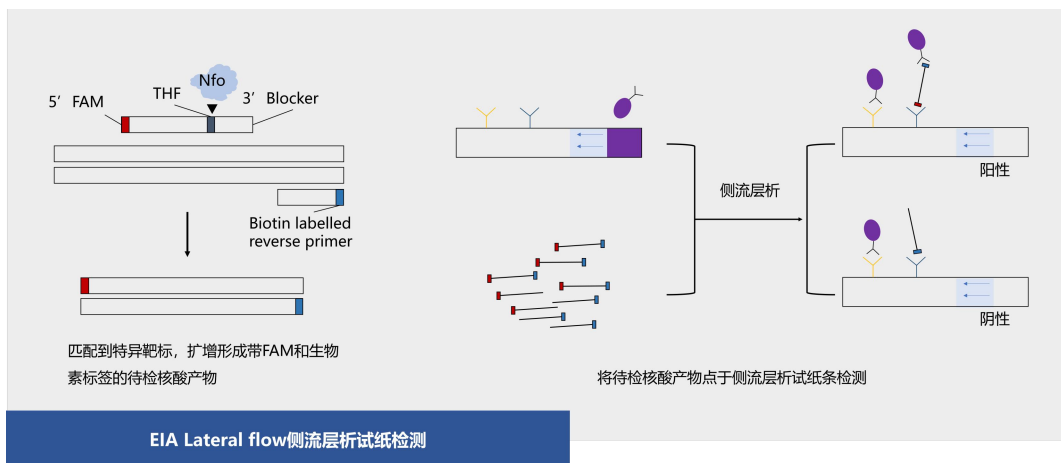 Nfo
THF
5′ FAM
3′ Blocker
Biotin labelled
reverse primer
匹配到特异靶标，扩增形成带FAM和生物
素标签的待检核酸产物
侧流层析
阳性
阴性
将待检核酸产物点于侧流层析试纸条检测
EIA Lateral flow侧流层析试纸检测